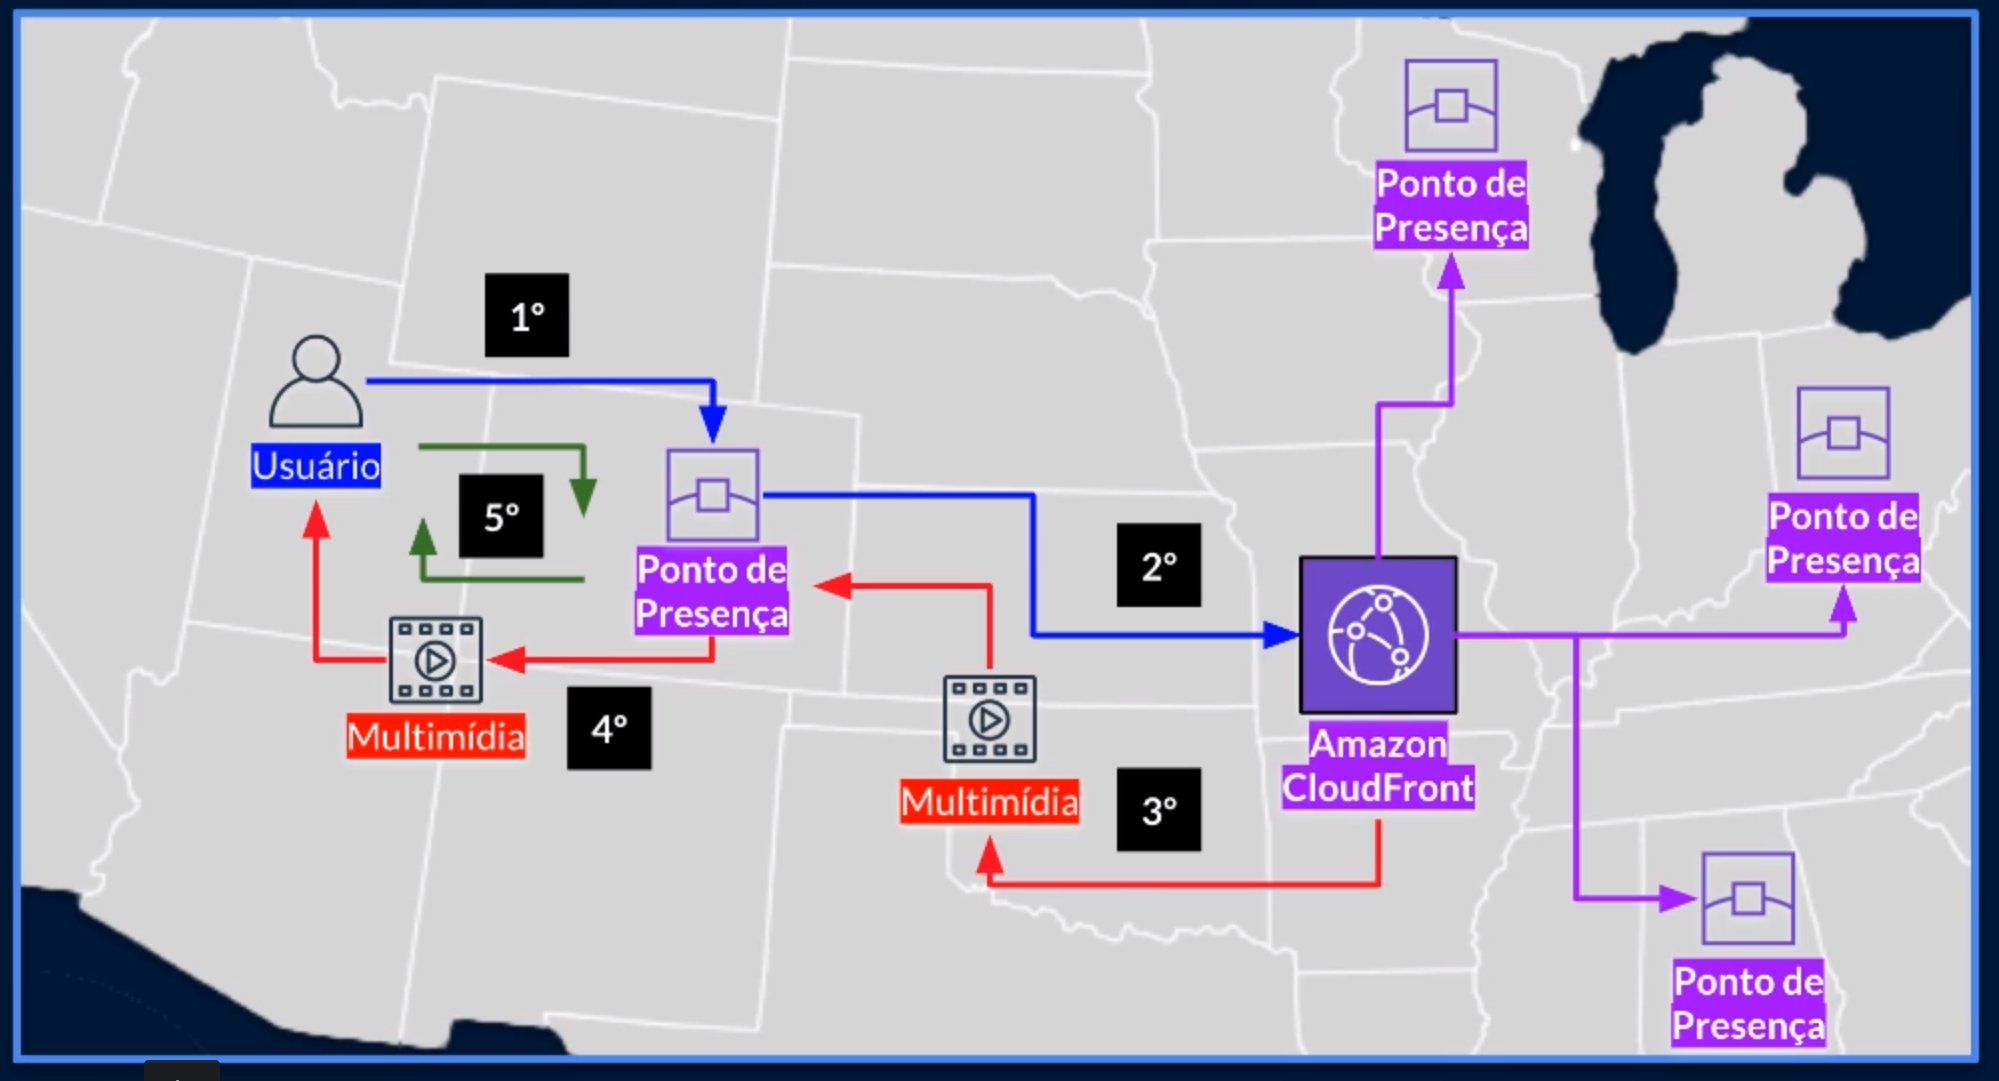 Ponto de
Presença
1°
Usuário
5°
Ponto de
Presença
2°
Ponto de
Presença
Multimídia
4°
Multimídia
3°
Amazon
CloudFront
Ponto de
Presença